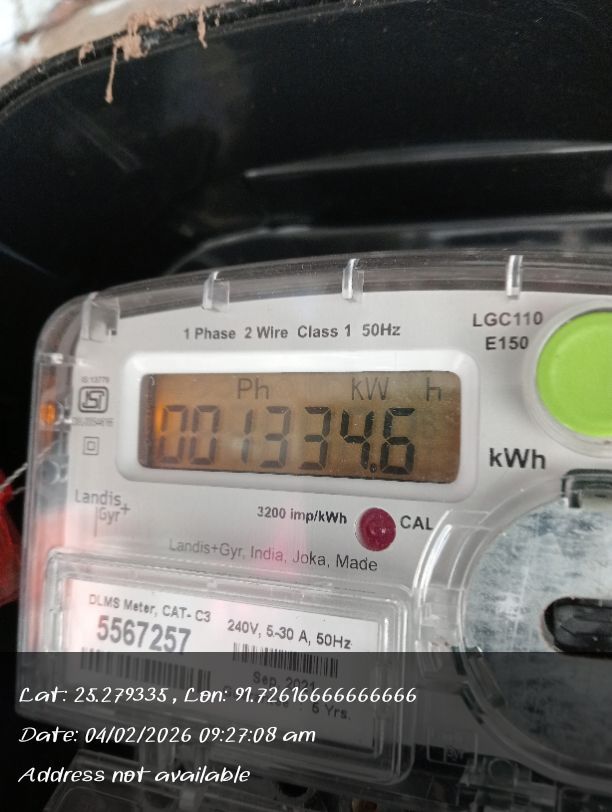 1 Phase 2 Wire Class 1 50Hz
LGC110
E150
IS:13779
Ph kW h
001334.6
kWh
Landis+
Gyr
3200 imp/kWh
CAL
Landis+Gyr, India, Joka, Made
DLMS Meter, CAT- C3
5567257
240V, 5-30 A, 50Hz
Sep. 2021
Lat: 25.279335 , Lon: 91.72616666666666
Date: 04/02/2026 09:27:08 am
Address not available